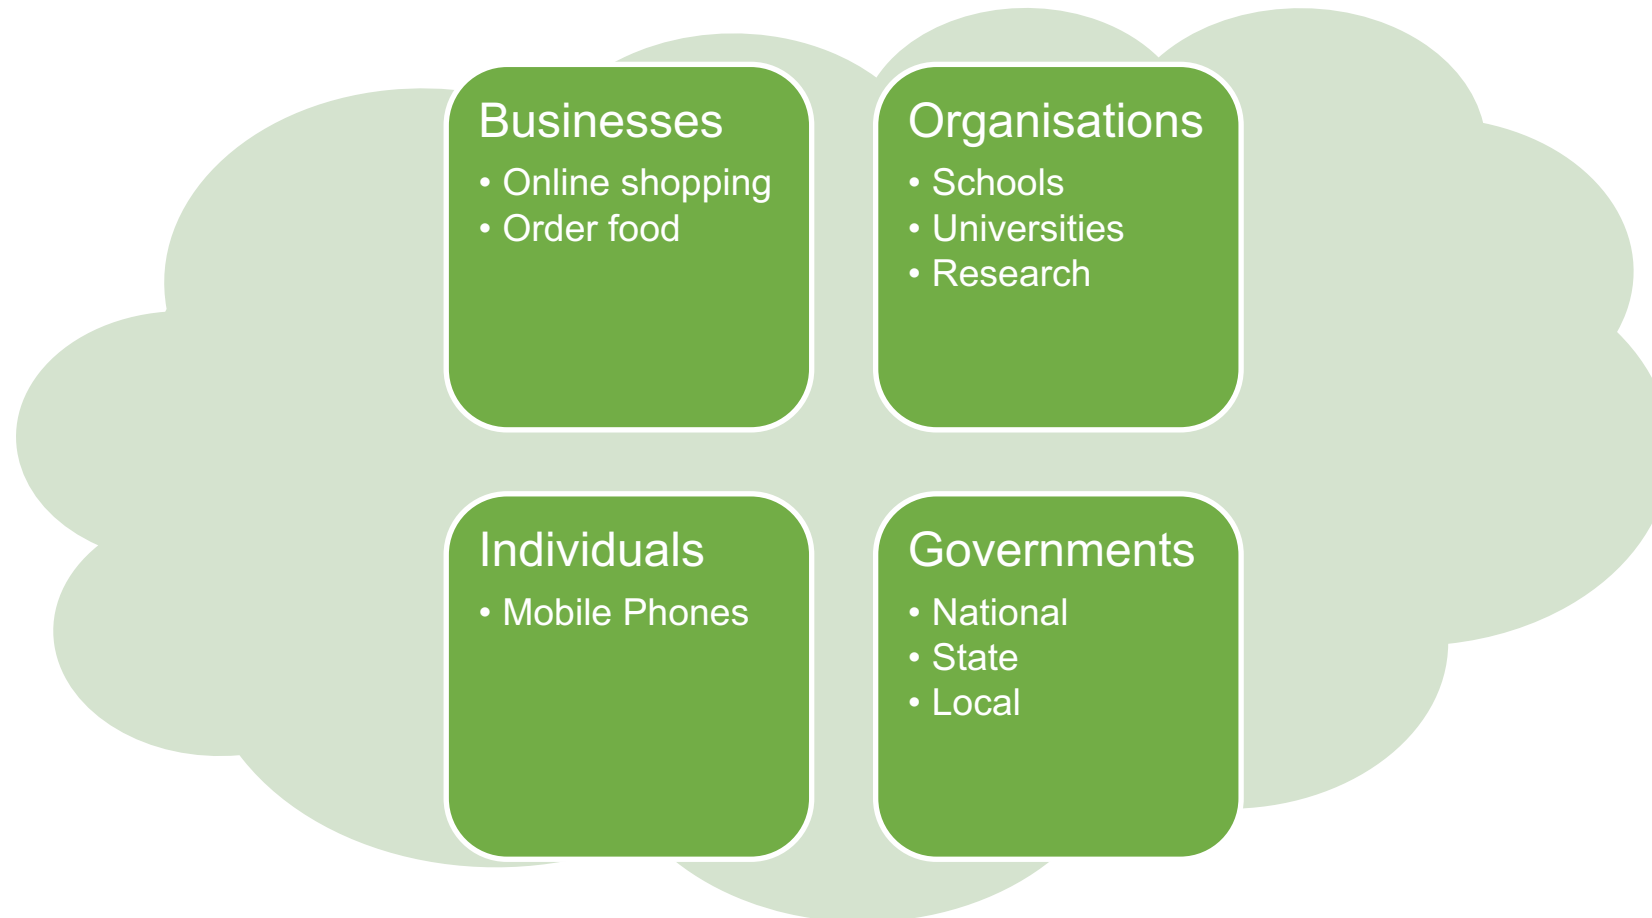 Businesses
• Online shopping
• Order food
Organisations
• Schools
• Universities
• Research
Individuals
• Mobile Phones
Governments
• National
• State
• Local